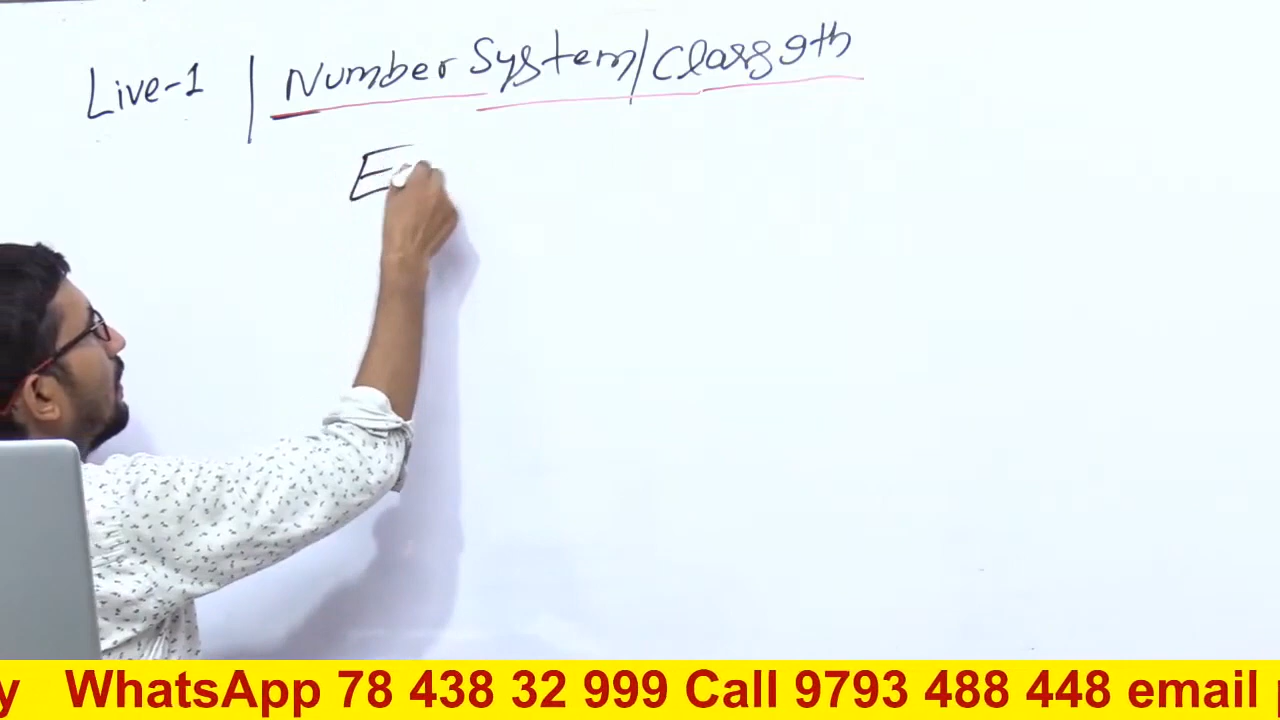 Live-1 | Number System/Class 9th
E
y WhatsApp 78 438 32 999 Call 9793 488 448 email p